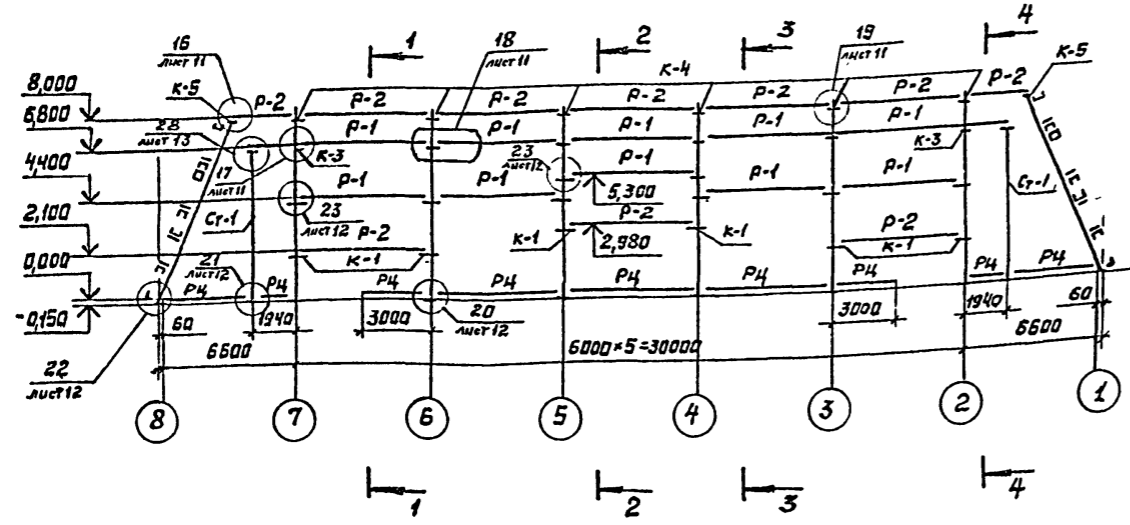 1
2
3
4
16
лист 11
18
лист 11
19
лист 11
к-5
к-4
к-5
8,000
6,800
4,400
2,100
0,000
-0,150
Р-2
Р-2
Р-2
Р-2
Р-2
Р-2
Р-2
Р-2
28
лист 13
17
лист 11
Р-1
Р-1
Р-1
Р-1
Р-1
Р-1
к-3
к-3
23
лист 12
Р-1
5,300
Р-1
Р-1
Р-1
Ст-1
Ст-1
23
лист 12
Р-2
2,980
Р-2
Р-2
к-1
к-1
к-1
к-1
21
лист 12
Р4
Р4
Р4
Р4
Р4
Р4
Р4
Р4
20
лист 12
60
1940
3000
3000
1940
60
6600
6000×5=30000
6600
22
лист 12
8
7
6
5
4
3
2
1
1
2
3
4